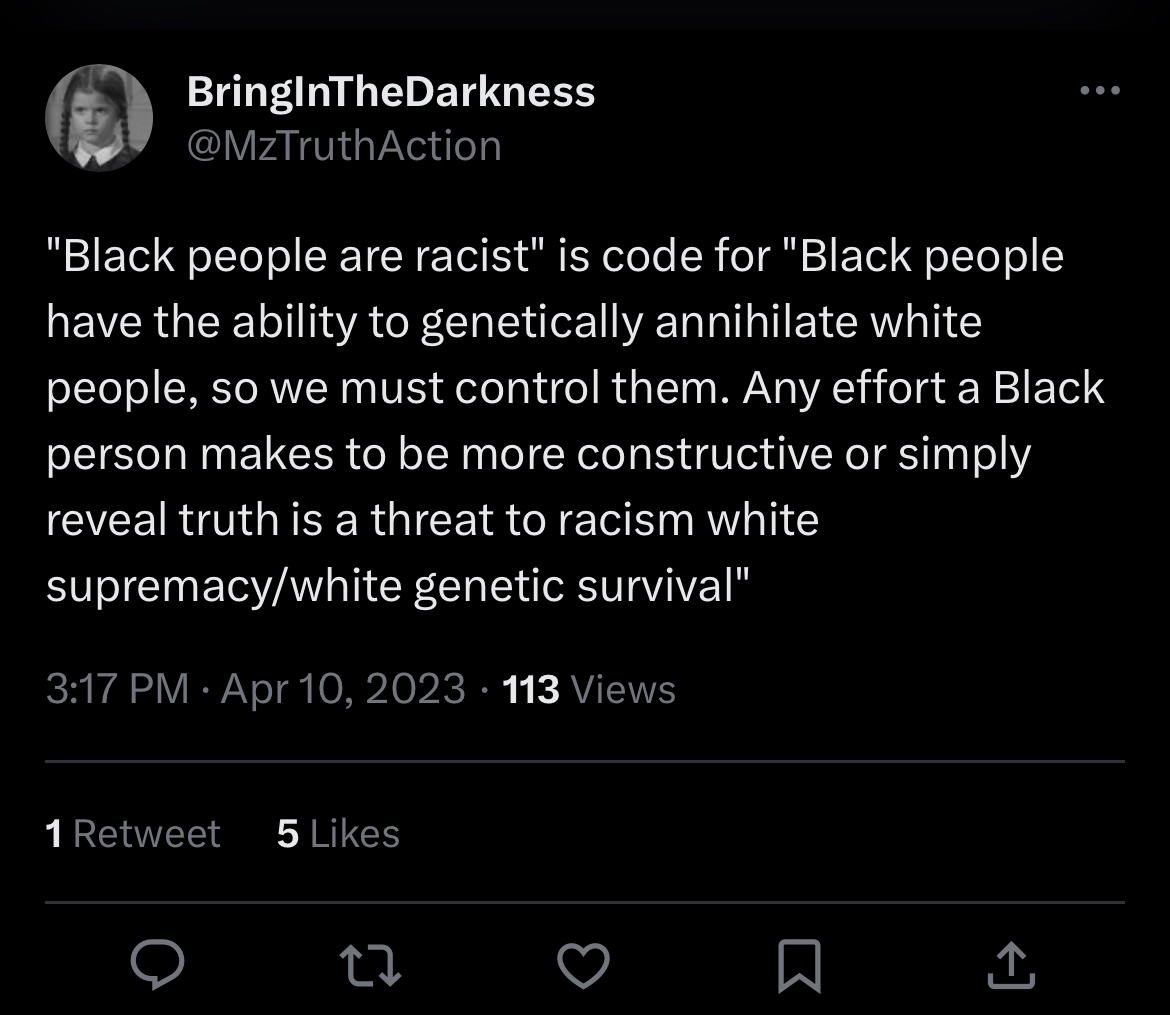 BringInTheDarkness
@MzTruthAction
"Black people are racist" is code for "Black people
have the ability to genetically annihilate white
people, so we must control them. Any effort a Black
person makes to be more constructive or simply
reveal truth is a threat to racism white
supremacy/white genetic survival"
3:17 PM · Apr 10, 2023 · 113 Views
1 Retweet 5 Likes